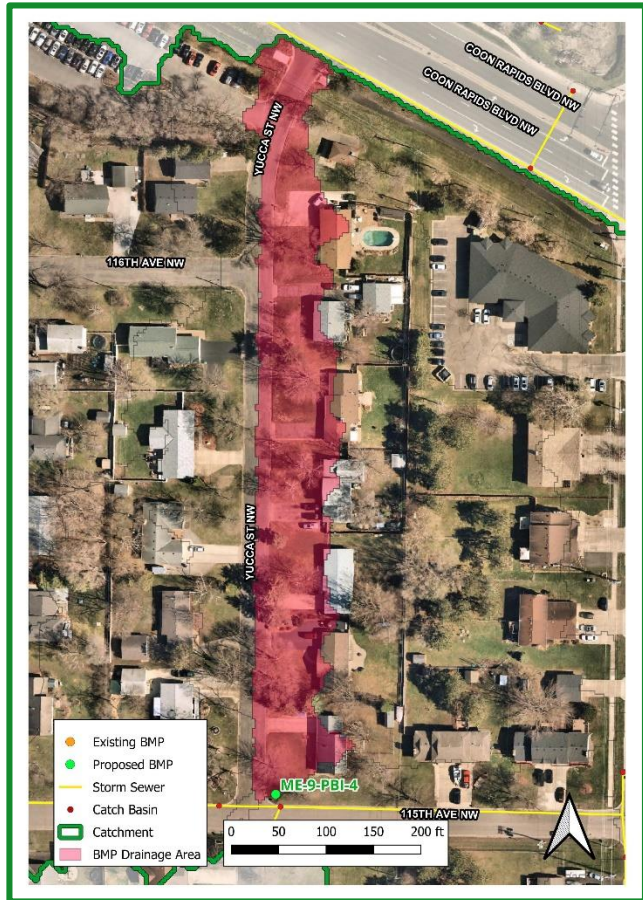 COON RAPIDS BLVD NW
COON RAPIDS BLVD NW
YUCCA ST NW
116TH AVE NW
YUCCA ST NW
ME-9-PBI-4
115TH AVE NW
Existing BMP
Proposed BMP
Storm Sewer
Catch Basin
Catchment
BMP Drainage Area
0 50 100 150 200 ft